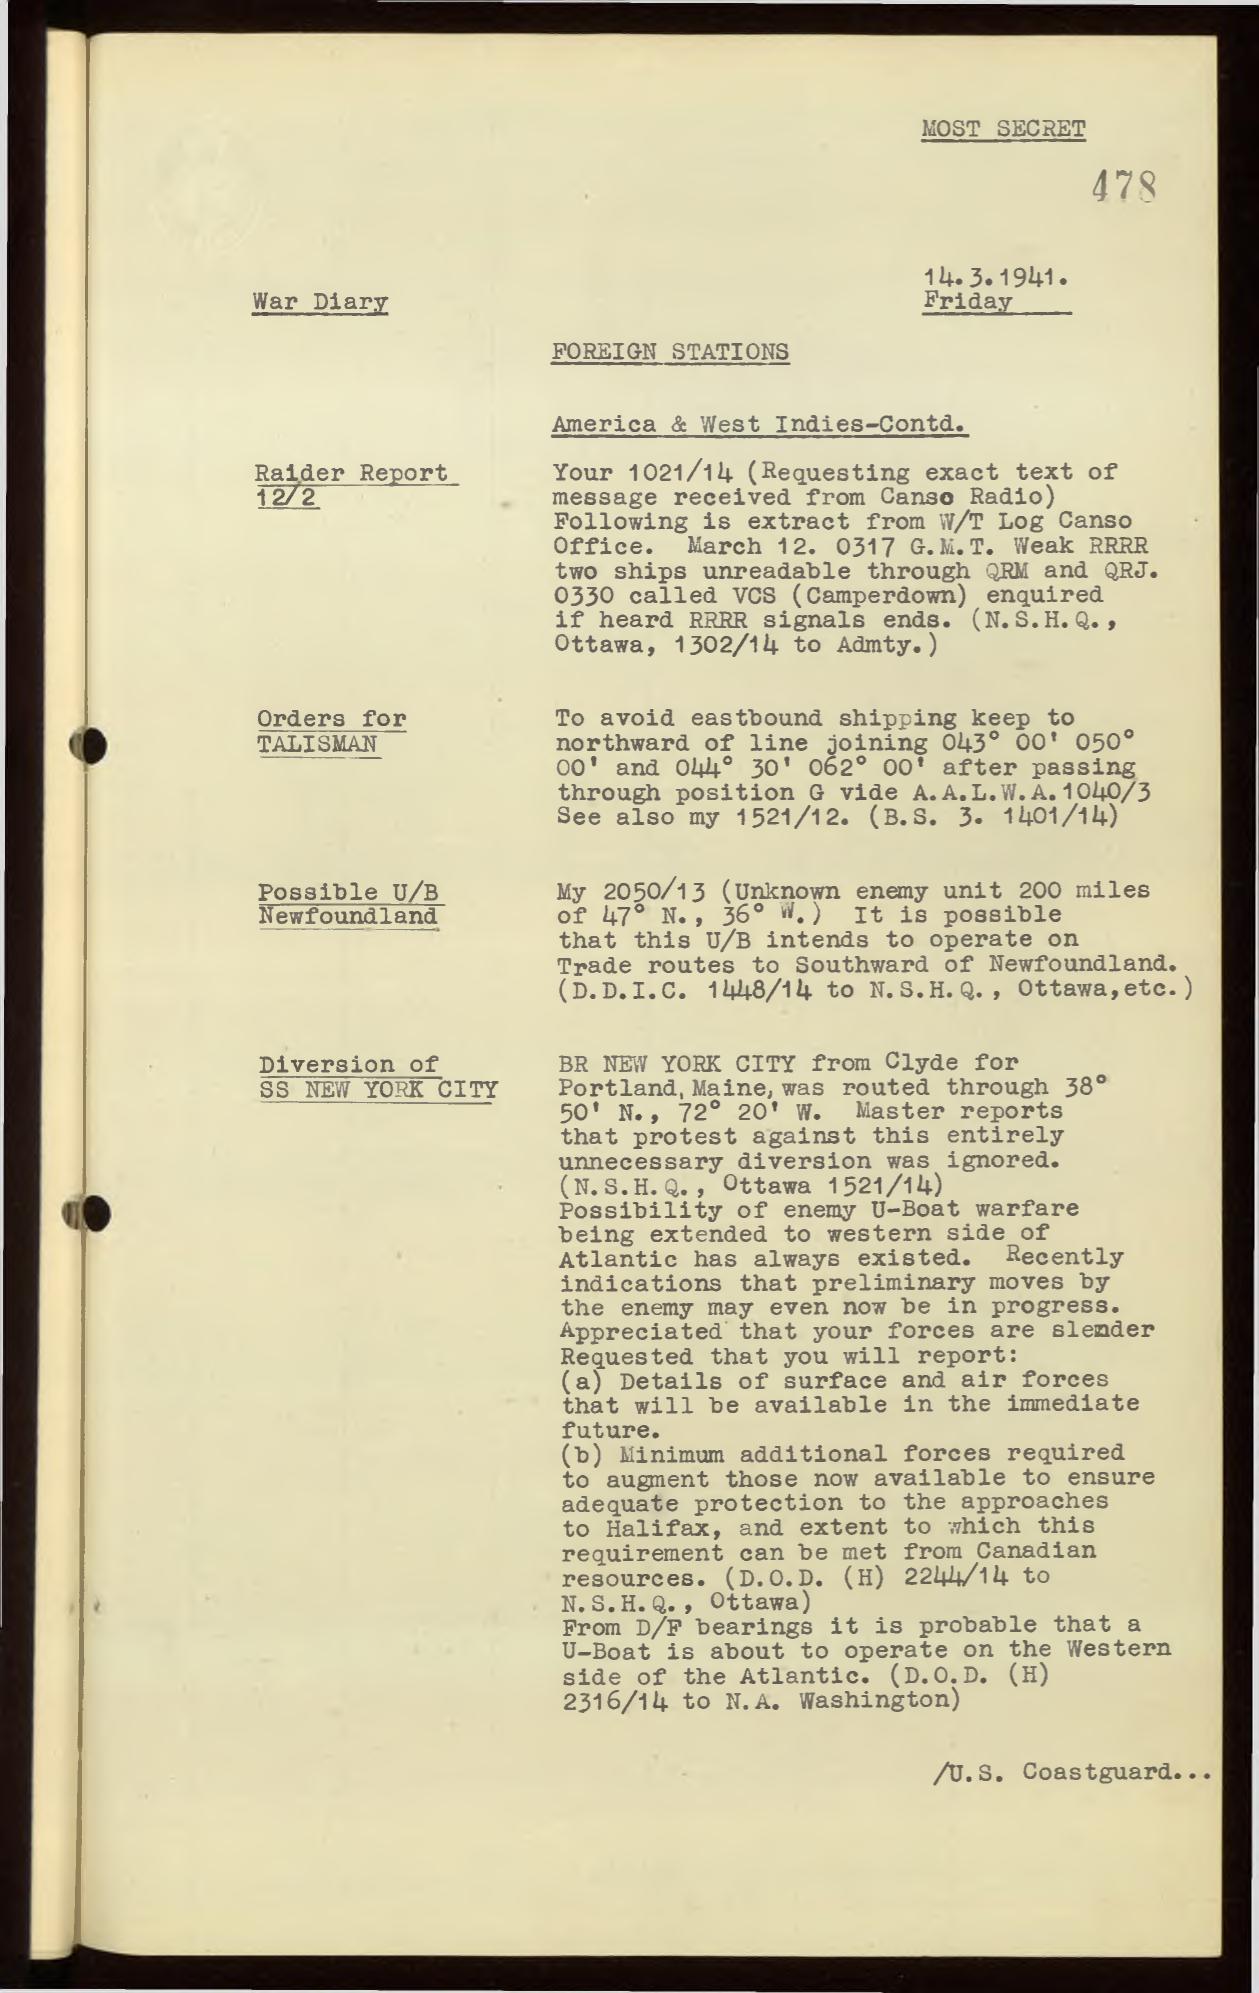 MOST SECRET
478
14.3.1941.
War Diary
Friday
FOREIGN STATIONS
America & West Indies-Contd.
Raider Report
12/2
Your 1021/14 (Requesting exact text of
message received from Canso Radio)
Following is extract from W/T Log Canso
Office. March 12. 0317 G.M.T. Weak RRRR
two ships unreadable through QRM and QRJ.
0330 called VCS (Camperdown) enquired
if heard RRRR signals ends. (N.S.H.Q.,
Ottawa, 1302/14 to Admty.)
Orders for
TALISMAN
To avoid eastbound shipping keep to
northward of line joining 043° 00' 050°
00' and 044° 30' 062° 00' after passing
through position G vide A.A.L.W.A.1040/3
See also my 1521/12. (B.S. 3. 1401/14)
Possible U/B
Newfoundland
My 2050/13 (Unknown enemy unit 200 miles
of 47° N., 36° W.) It is possible
that this U/B intends to operate on
Trade routes to Southward of Newfoundland.
(D.D.I.C. 1448/14 to N.S.H.Q., Ottawa,etc.)
Diversion of
SS NEW YORK CITY
BR NEW YORK CITY from Clyde for
Portland, Maine, was routed through 38°
50' N., 72° 20' W. Master reports
that protest against this entirely
unnecessary diversion was ignored.
(N.S.H.Q., Ottawa 1521/14)
Possibility of enemy U-Boat warfare
being extended to western side of
Atlantic has always existed. Recently
indications that preliminary moves by
the enemy may even now be in progress.
Appreciated that your forces are slender
Requested that you will report:
(a) Details of surface and air forces
that will be available in the immediate
future.
(b) Minimum additional forces required
to augment those now available to ensure
adequate protection to the approaches
to Halifax, and extent to which this
requirement can be met from Canadian
resources. (D.O.D. (H) 2244/14 to
N.S.H.Q., Ottawa)
From D/F bearings it is probable that a
U-Boat is about to operate on the Western
side of the Atlantic. (D.O.D. (H)
2316/14 to N.A. Washington)
/U.S. Coastguard...